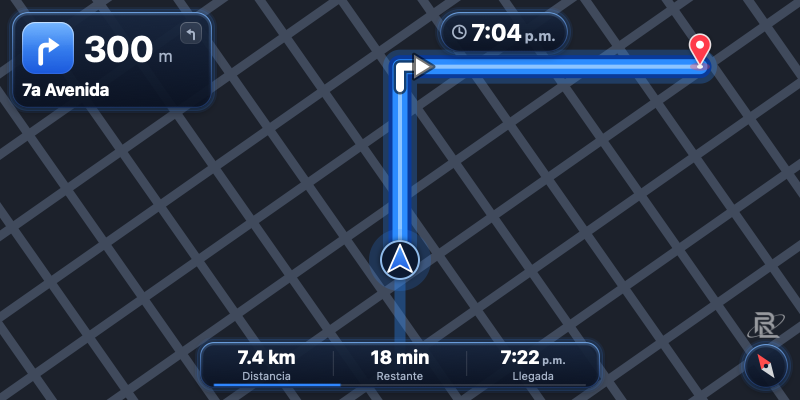 300 m
7a Avenida
7:04 p.m.
7.4 km
Distancia
18 min
Restante
7:22 p.m.
Llegada